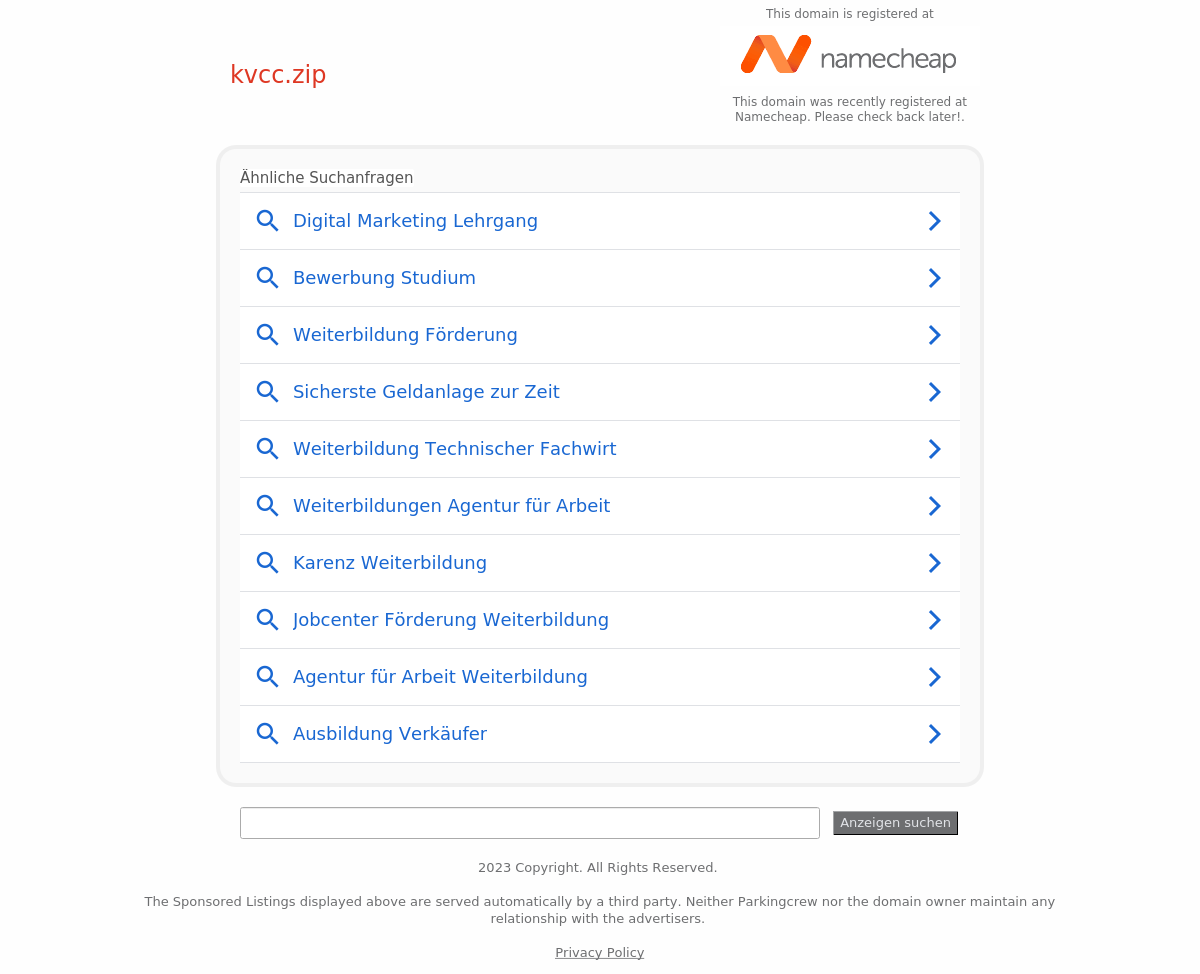 This domain is registered at
namecheap
kvcc.zip
This domain was recently registered at
Namecheap. Please check back later!.
Ähnliche Suchanfragen
Digital Marketing Lehrgang
Bewerbung Studium
Weiterbildung Förderung
Sicherste Geldanlage zur Zeit
Weiterbildung Technischer Fachwirt
Weiterbildungen Agentur für Arbeit
Karenz Weiterbildung
Jobcenter Förderung Weiterbildung
Agentur für Arbeit Weiterbildung
Ausbildung Verkäufer
Anzeigen suchen
2023 Copyright. All Rights Reserved.
The Sponsored Listings displayed above are served automatically by a third party. Neither Parkingcrew nor the domain owner maintain any
relationship with the advertisers.
Privacy Policy